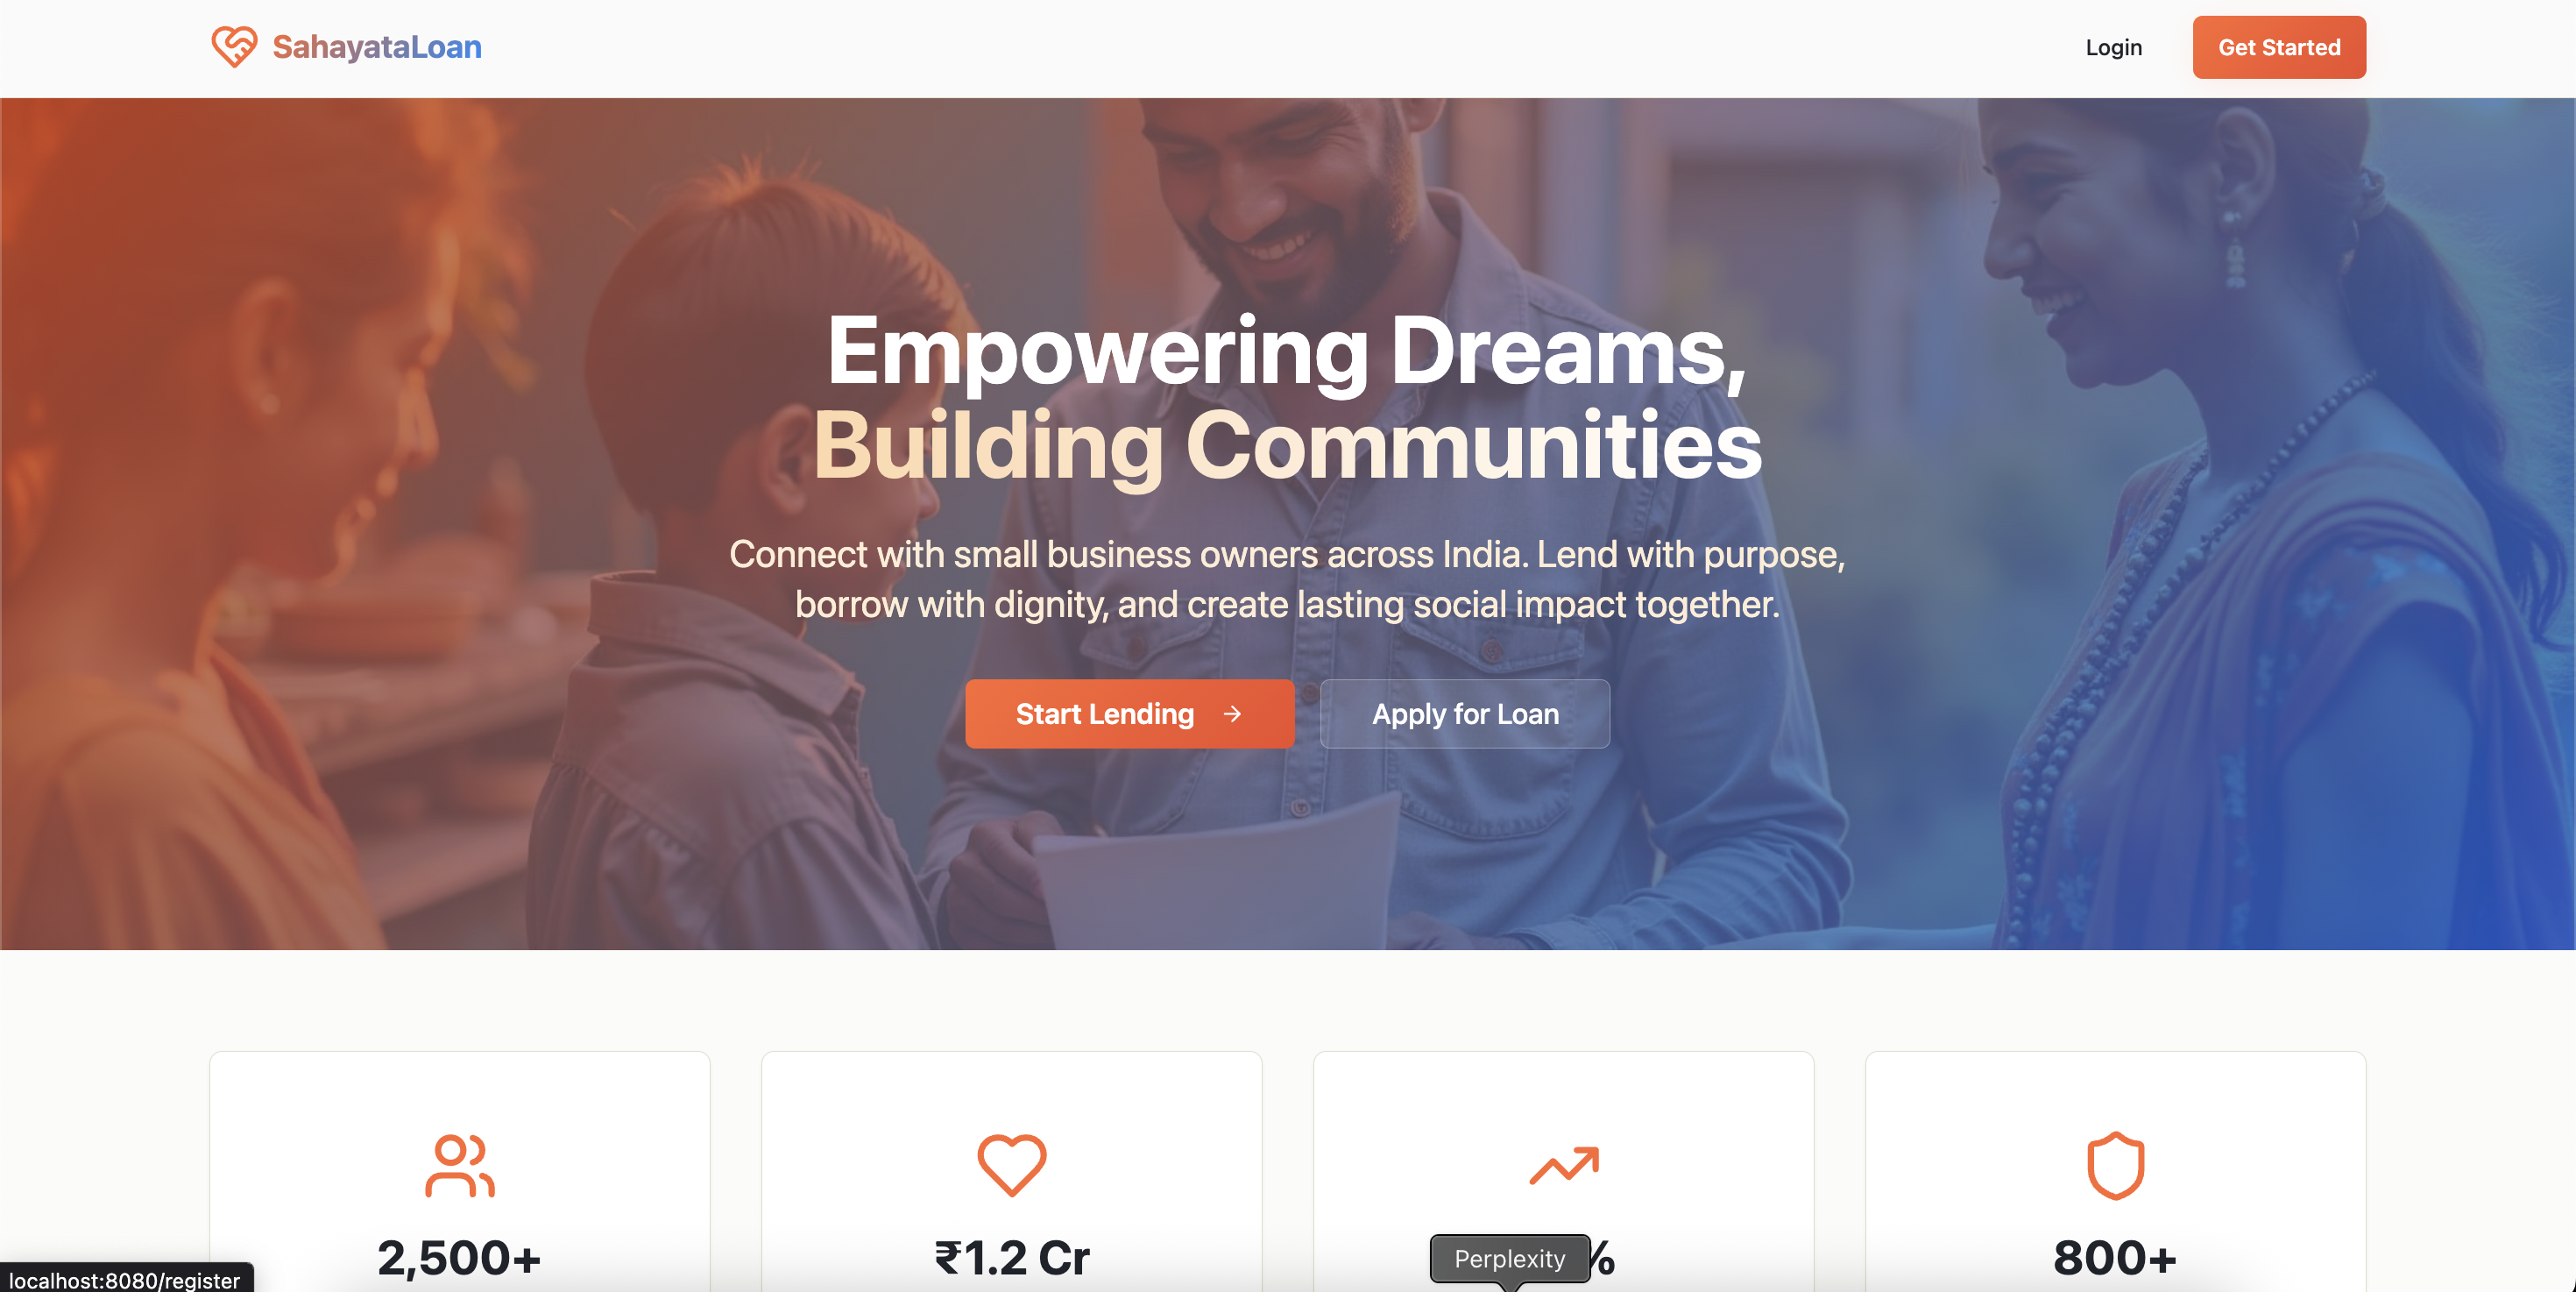 SahayataLoan
Login
Get Started
Empowering Dreams,
Building Communities
Connect with small business owners across India. Lend with purpose,
borrow with dignity, and create lasting social impact together.
Start Lending →
Apply for Loan
2,500+
₹1.2 Cr
%
800+
Perplexity
localhost:8080/register